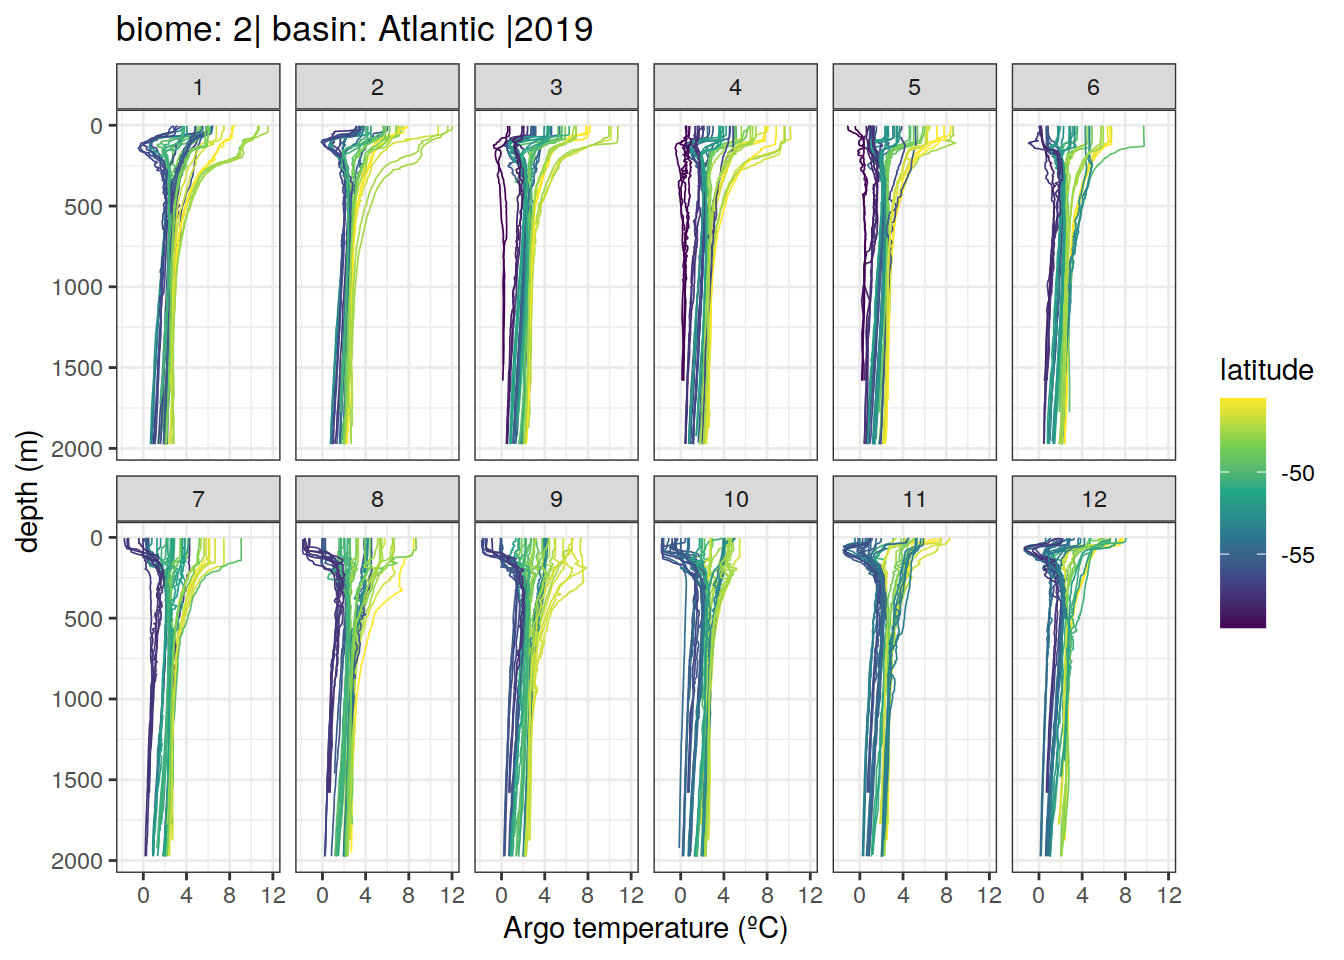 biome: 2| basin: Atlantic |2019
1 2 3 4 5 6
0
500
1000
1500
2000
7 8 9 10 11 12
0
500
1000
1500
2000
0 4 8 12 0 4 8 12 0 4 8 12 0 4 8 12 0 4 8 12 0 4 8 12
Argo temperature (ºC)
depth (m)
latitude
-50
-55